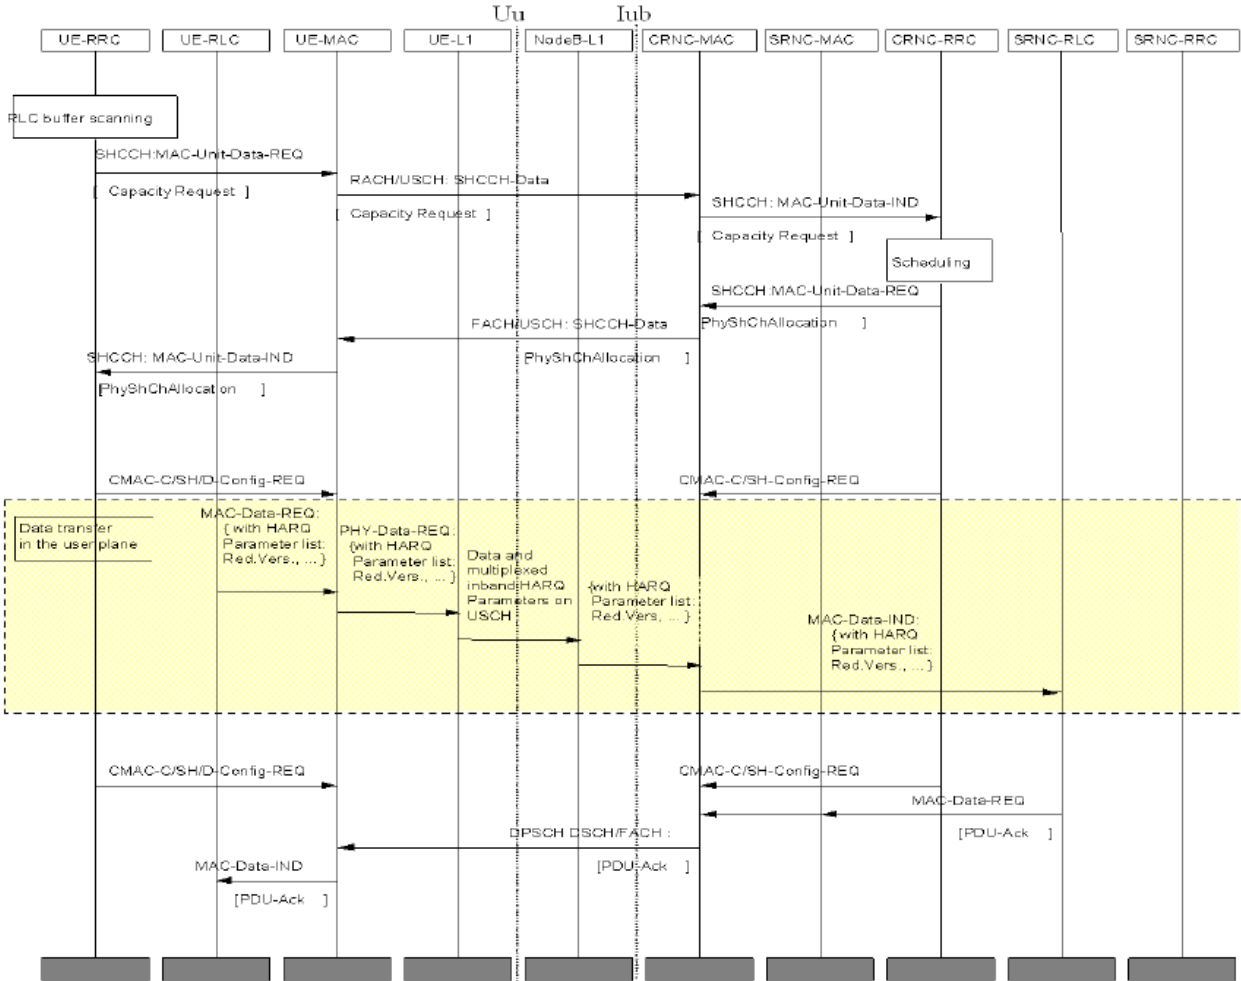 Uu Iub
UE-RRC UE-RLC UE-MAC UE-L1 NodeB-L1 CRNC-MAC SRNC-MAC CRNC-RRC SRNC-RLC SRNC-RRC
RLC buffer scanning
SHCCH:MAC-Unit-Data-REQ
[ Capacity Request ]
RACH/USCH: SHCCH-Data
[ Capacity Request ]
SHCCH: MAC-Unit-Data-IND
[ Capacity Request ]
Scheduling
SHCCH:MAC-Unit-Data-REQ
[PhyShChAllocation ]
FACH/USCH: SHCCH-Data
[PhyShChAllocation ]
SHCCH: MAC-Unit-Data-IND
[PhyShChAllocation ]
CMAC-C/SH/D-Config-REQ
CMAC-C/SH-Config-REQ
Data transfer
in the user plane
MAC-Data-REQ:
{with HARQ
Parameter list:
Red.Vers., ... }
PHY-Data-REQ:
{with HARQ
Parameter list:
Red.Vers., ... }
Data and
multiplexed
inband HARQ
Parameters on
USCH
{with HARQ
Parameter list:
Red.Vers, ... }
MAC-Data-IND:
{with HARQ
Parameter list:
Red.Vers., ... }
CMAC-C/SH/D-Config-REQ
CMAC-C/SH-Config-REQ
MAC-Data-REQ
[PDU-Ack ]
DPSCH DSCH/FACH :
[PDU-Ack ]
MAC-Data-IND
[PDU-Ack ]